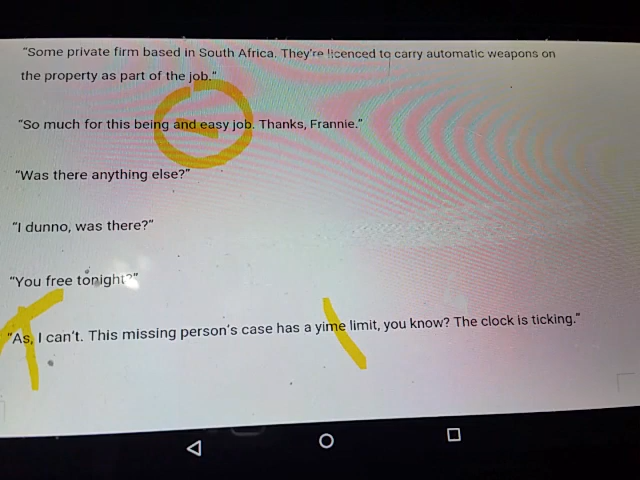 “Some private firm based in South Africa. They're licenced to carry automatic weapons on
the property as part of the job.”
“So much for this being and easy job. Thanks, Frannie.”
“Was there anything else?”
“I dunno, was there?”
“You free tonight?”
“As, I can't. This missing person's case has a yime limit, you know? The clock is ticking.”